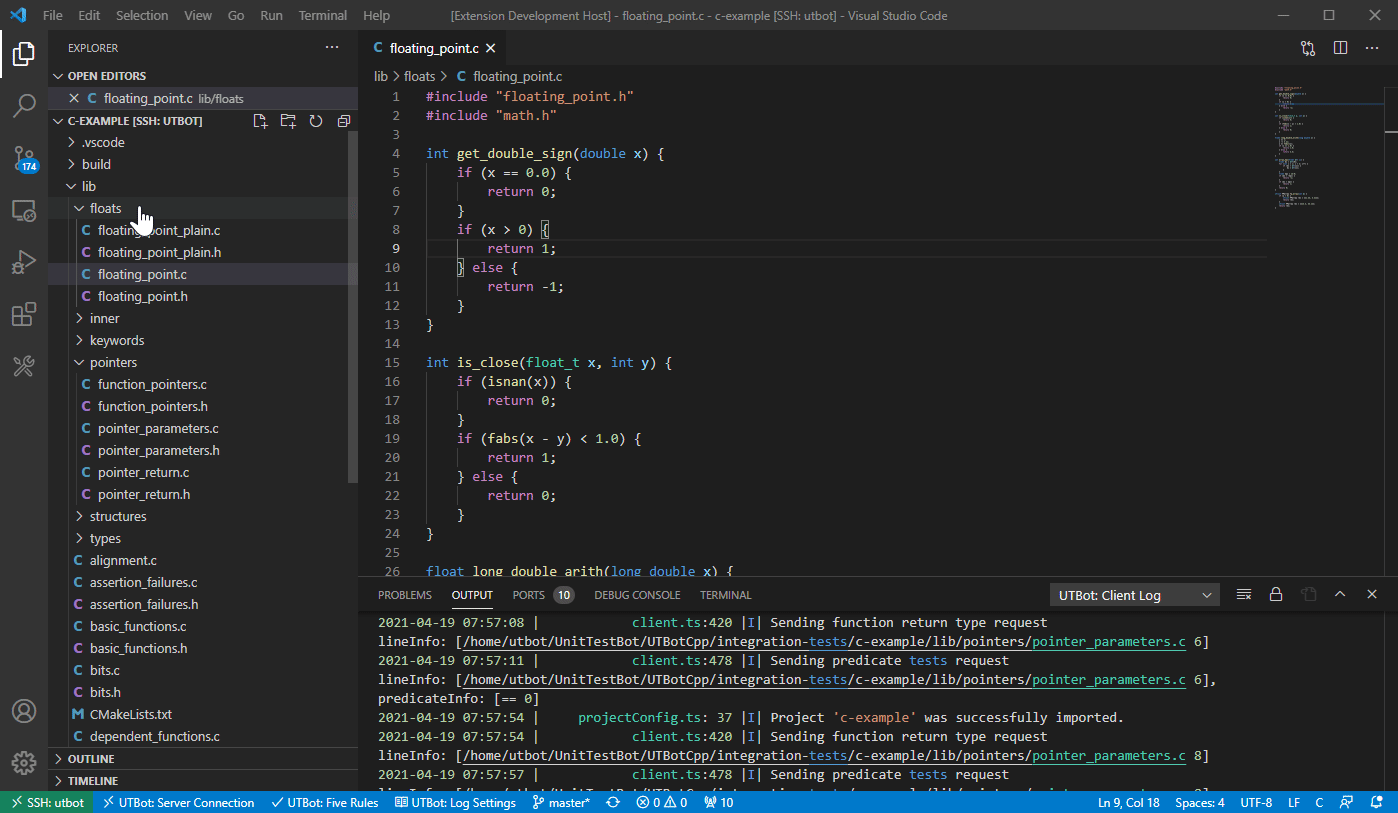 File Edit Selection View Go Run Terminal Help [Extension Development Host] - floating_point.c - c-example [SSH: utbot] - Visual Studio Code
EXPLORER
OPEN EDITORS
floating_point.c lib/floats
C-EXAMPLE [SSH: UTBOT]
.vscode
build
lib
floats
floating_point_plain.c
floating_point_plain.h
floating_point.c
floating_point.h
inner
keywords
pointers
function_pointers.c
function_pointers.h
pointer_parameters.c
pointer_parameters.h
pointer_return.c
pointer_return.h
structures
types
alignment.c
assertion_failures.c
assertion_failures.h
basic_functions.c
basic_functions.h
bits.c
bits.h
CMakeLists.txt
dependent_functions.c
OUTLINE
TIMELINE
174
C floating_point.c
lib > floats > C floating_point.c
1 #include "floating_point.h"
2 #include "math.h"
3
4 int get_double_sign(double x) {
5 if (x == 0.0) {
6 return 0;
7 }
8 if (x > 0) {
9 return 1;
10 } else {
11 return -1;
12 }
13 }
14
15 int is_close(float_t x, int y) {
16 if (isnan(x)) {
17 return 0;
18 }
19 if (fabs(x - y) < 1.0) {
20 return 1;
21 } else {
22 return 0;
23 }
24 }
25
26 float long_double_arith(long double x) {
PROBLEMS OUTPUT PORTS 10 DEBUG CONSOLE TERMINAL UTBot: Client Log
2021-04-19 07:57:08 | client.ts:420 |I| Sending function return type request
lineInfo: [/home/utbot/UnitTestBot/UTBotCpp/integration-tests/c-example/lib/pointers/pointer_parameters.c 6]
2021-04-19 07:57:11 | client.ts:478 |I| Sending predicate tests request
lineInfo: [/home/utbot/UnitTestBot/UTBotCpp/integration-tests/c-example/lib/pointers/pointer_parameters.c 6],
predicateInfo: [== 0]
2021-04-19 07:57:54 | projectConfig.ts: 37 |I| Project 'c-example' was successfully imported.
2021-04-19 07:57:54 | client.ts:420 |I| Sending function return type request
lineInfo: [/home/utbot/UnitTestBot/UTBotCpp/integration-tests/c-example/lib/pointers/pointer_parameters.c 8]
2021-04-19 07:57:57 | client.ts:478 |I| Sending predicate tests request
SSH: utbot UTBot: Server Connection UTBot: Five Rules UTBot: Log Settings master* 0 0 10 Ln 9, Col 18 Spaces: 4 UTF-8 LF C